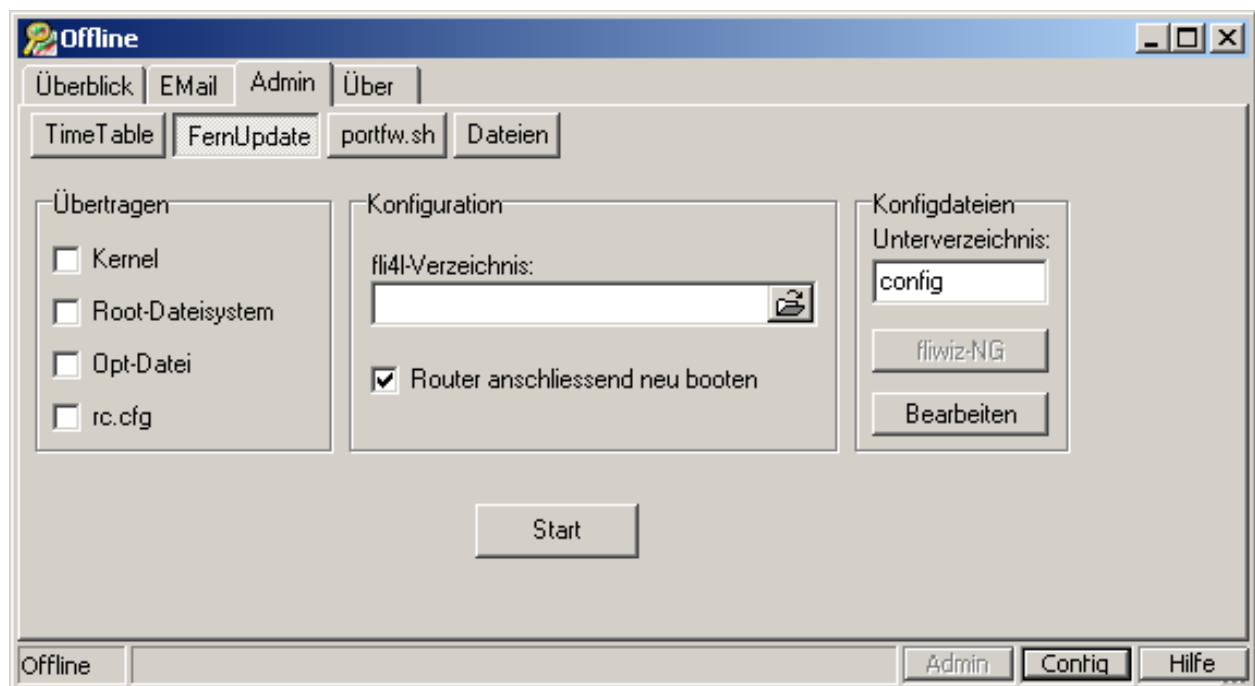 Offline
Überblick EMail Admin Über
TimeTable FernUpdate portfw.sh Dateien
Übertragen
Kernel
Root-Dateisystem
Opt-Datei
rc.cfg
Konfiguration
fli4l-Verzeichnis:
Router anschliessend neu booten
Konfigdateien
Unterverzeichnis:
config
fliwiz-NG
Bearbeiten
Start
Offline Admin Config Hilfe